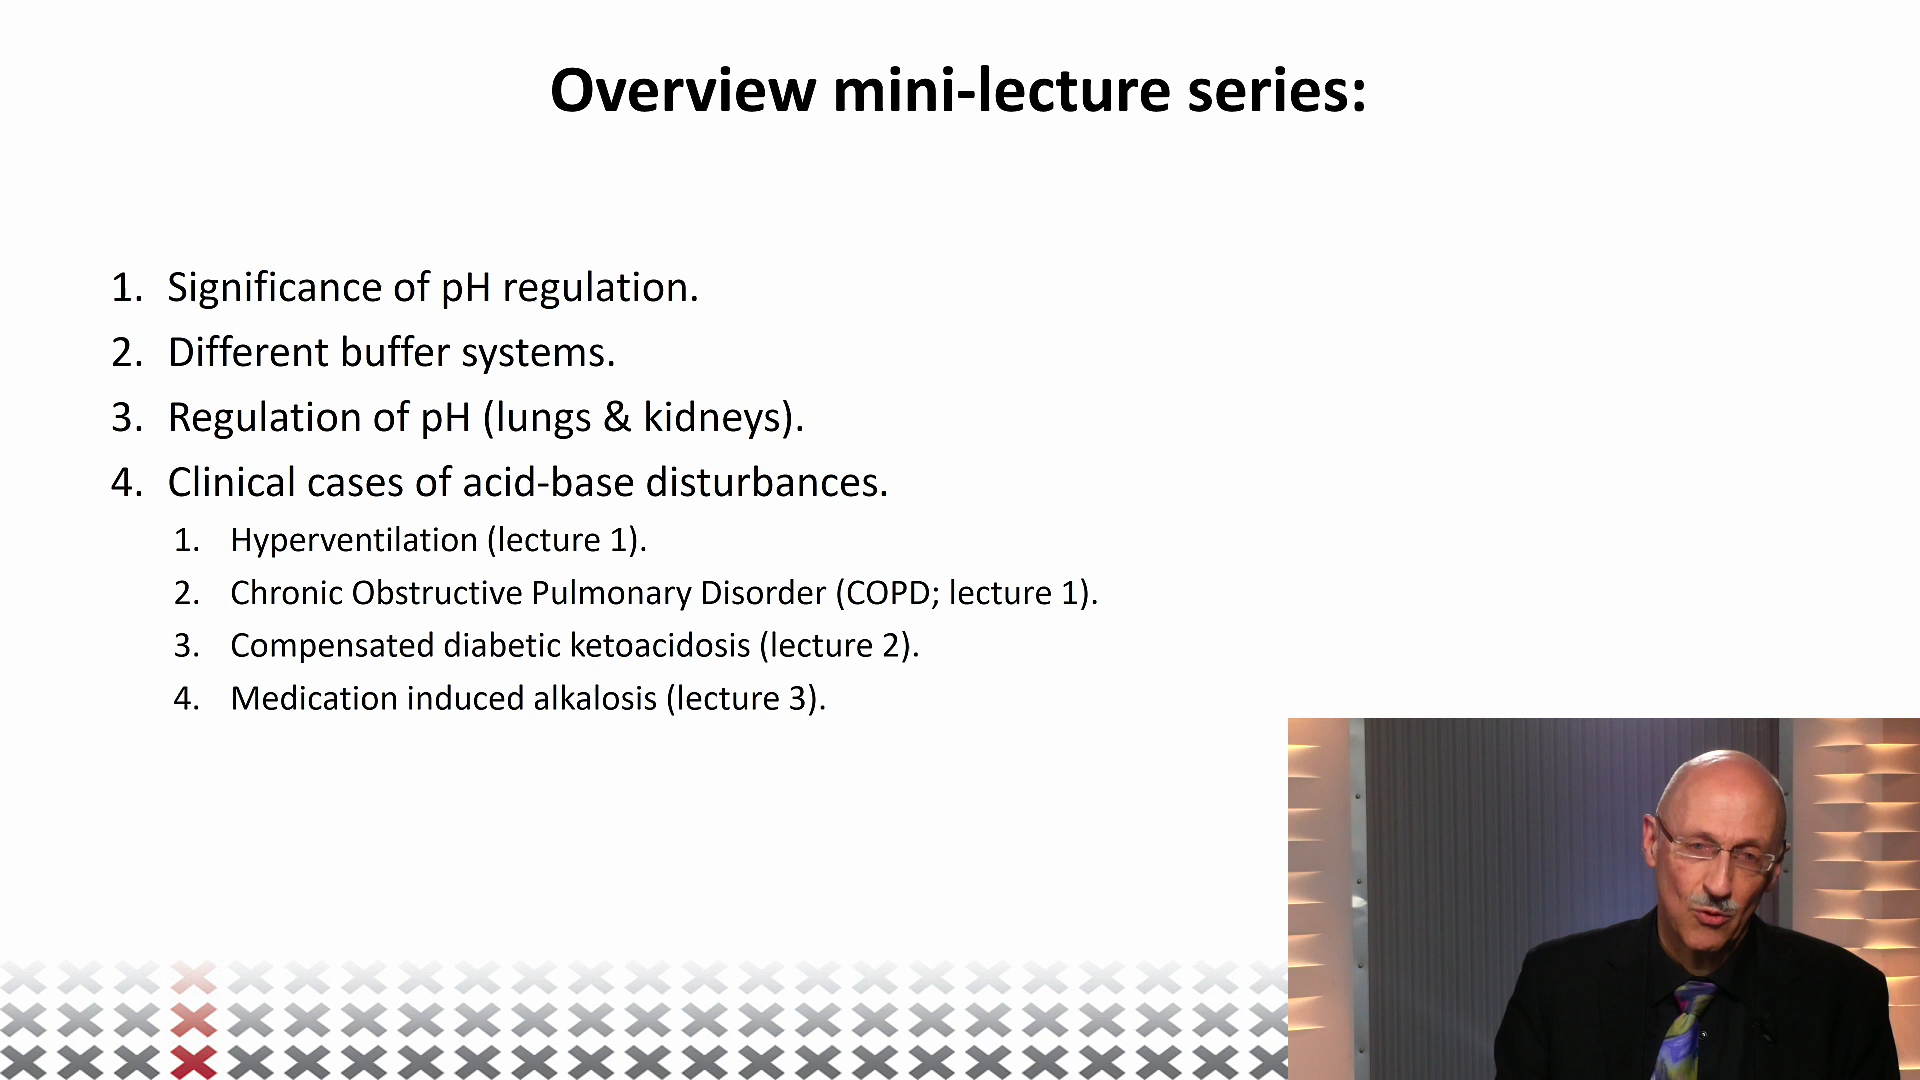 Overview mini-lecture series:
1. Significance of pH regulation.
2. Different buffer systems.
3. Regulation of pH (lungs & kidneys).
4. Clinical cases of acid-base disturbances.
1. Hyperventilation (lecture 1).
2. Chronic Obstructive Pulmonary Disorder (COPD; lecture 1).
3. Compensated diabetic ketoacidosis (lecture 2).
4. Medication induced alkalosis (lecture 3).